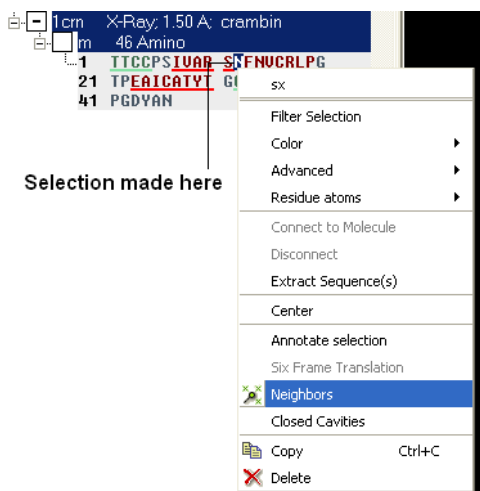 1crn X-Ray; 1.50 A; crambin
m 46 Amino
1 TTCCPSIVAR S FNVCRLPG
21 TPEAICATYT G
41 PGDYAN
Selection made here
sx
Filter Selection
Color
Advanced
Residue atoms
Connect to Molecule
Disconnect
Extract Sequence(s)
Center
Annotate selection
Six Frame Translation
Neighbors
Closed Cavities
Copy Ctrl+C
Delete